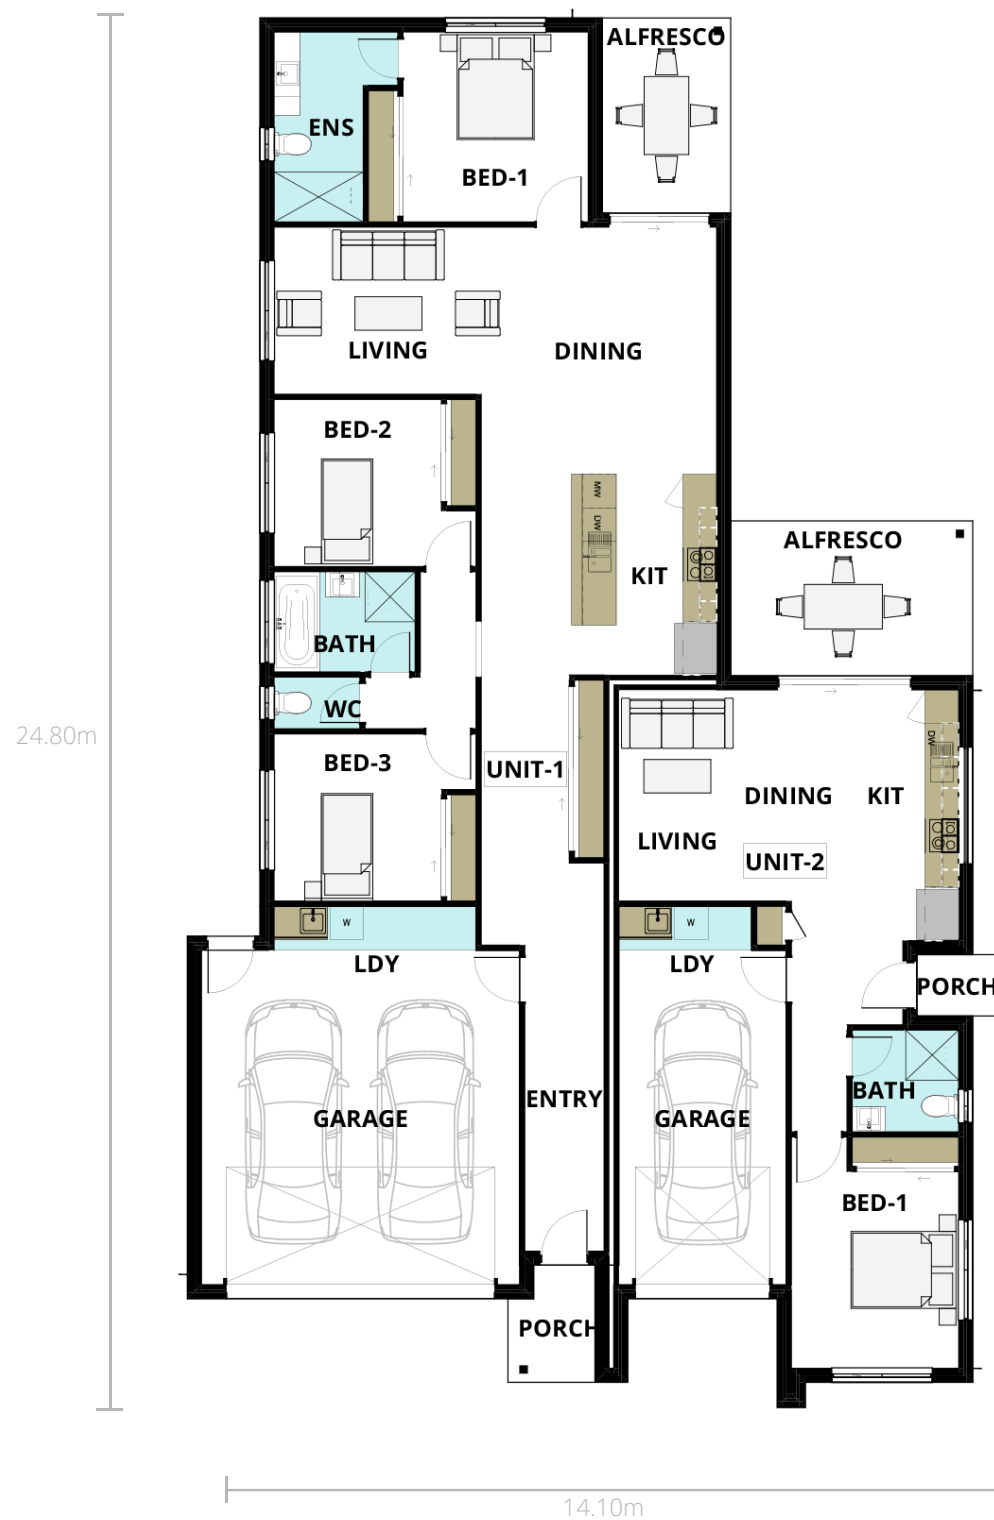 ALFRESCO
ENS
BED-1
LIVING
DINING
BED-2
MW
DW
ALFRESCO
KIT
BATH
WC
24.80m
DW
BED-3
UNIT-1
DINING
KIT
LIVING
UNIT-2
W
W
LDY
LDY
PORCH
BATH
ENTRY
GARAGE
GARAGE
BED-1
PORCH
14.10m